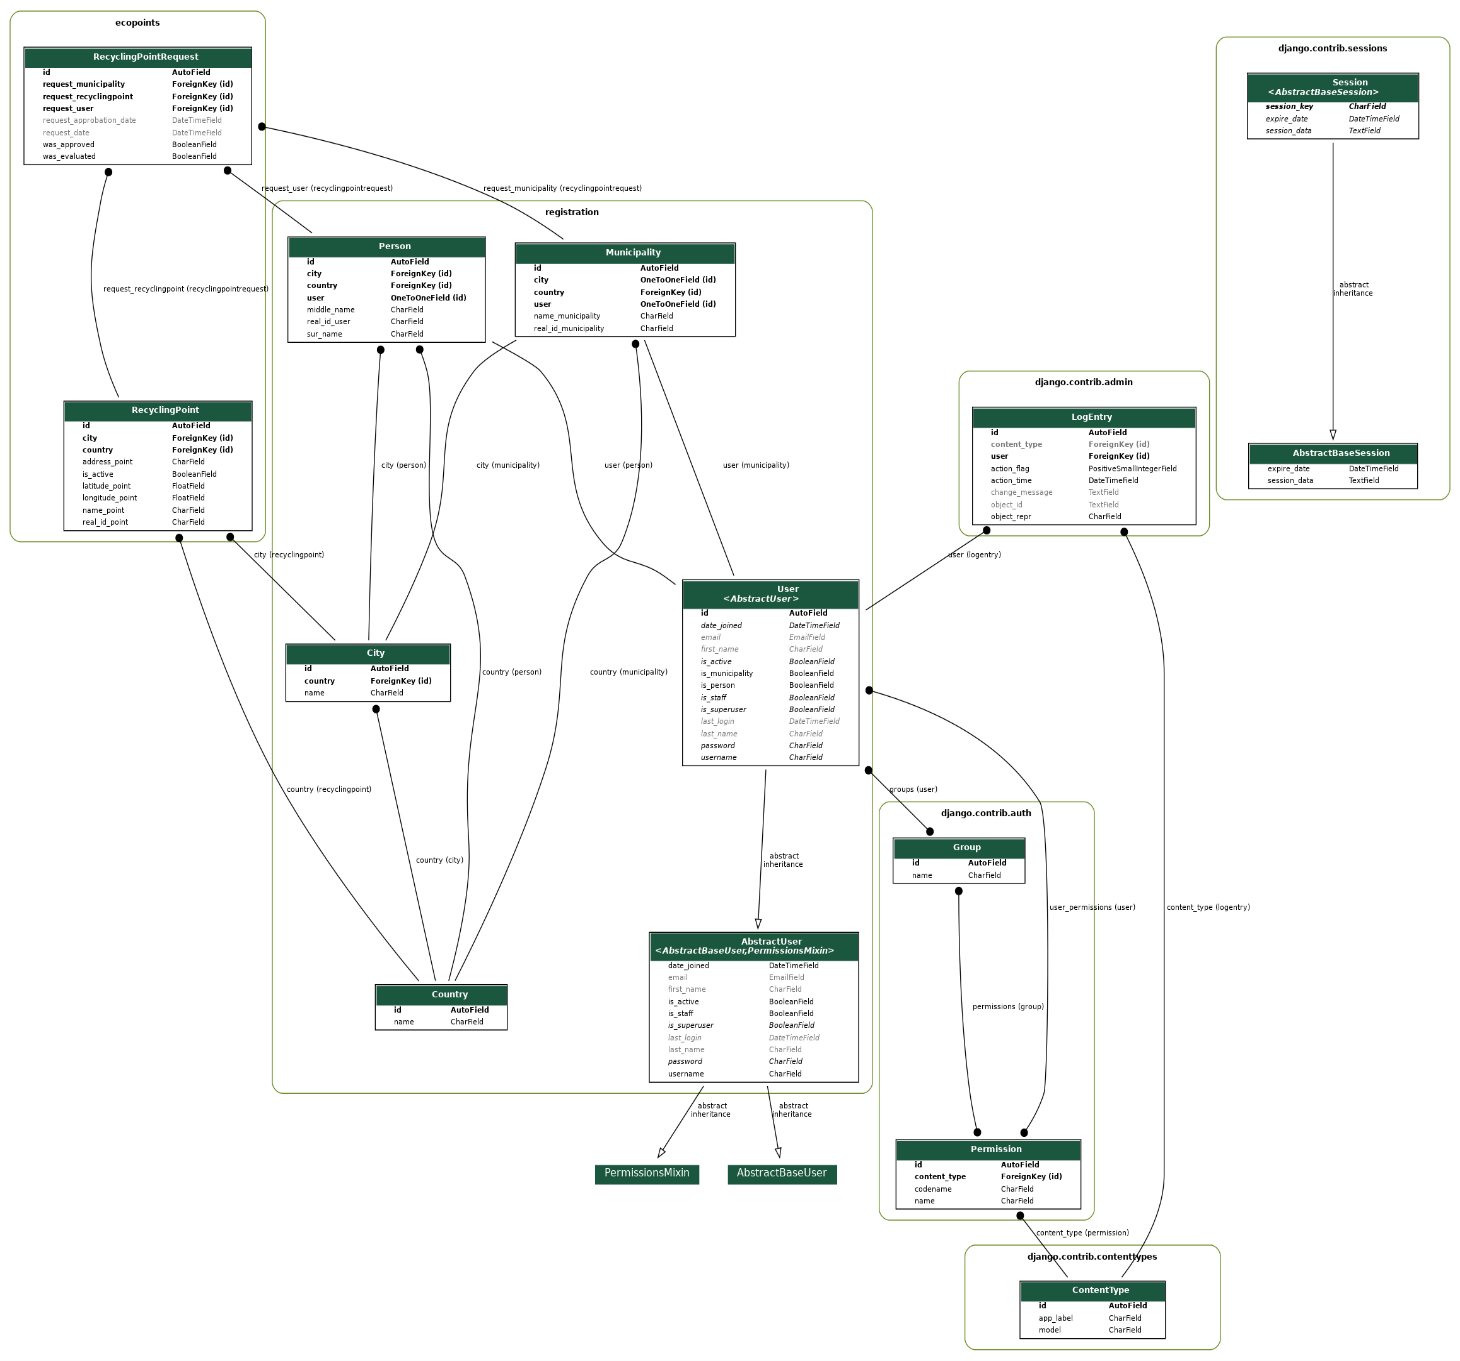 ecopoints
RecyclingPointRequest
id AutoField
request_municipality ForeignKey (id)
request_recyclingpoint ForeignKey (id)
request_user ForeignKey (id)
request_approbation_date DateTimeField
request_date DateTimeField
was_approved BooleanField
was_evaluated BooleanField
request_user (recyclingpointrequest)
request_municipality (recyclingpointrequest)
request_recyclingpoint (recyclingpointrequest)
RecyclingPoint
id AutoField
city ForeignKey (id)
country ForeignKey (id)
address_point CharField
is_active BooleanField
latitude_point FloatField
longitude_point FloatField
name_point CharField
real_id_point CharField
city (recyclingpoint)
country (recyclingpoint)
registration
Person
id AutoField
city ForeignKey (id)
country ForeignKey (id)
user OneToOneField (id)
middle_name CharField
real_id_user CharField
sur_name CharField
Municipality
id AutoField
city OneToOneField (id)
country ForeignKey (id)
user OneToOneField (id)
name_municipality CharField
real_id_municipality CharField
city (person)
city (municipality)
user (person)
user (municipality)
City
id AutoField
country ForeignKey (id)
name CharField
country (person)
country (municipality)
country (city)
User
<AbstractUser>
id AutoField
date_joined DateTimeField
email EmailField
first_name CharField
is_active BooleanField
is_municipality BooleanField
is_person BooleanField
is_staff BooleanField
is_superuser BooleanField
last_login DateTimeField
last_name CharField
password CharField
username CharField
abstract
inheritance
Country
id AutoField
name CharField
AbstractUser
<AbstractBaseUser,PermissionsMixin>
date_joined DateTimeField
email EmailField
first_name CharField
is_active BooleanField
is_staff BooleanField
is_superuser BooleanField
last_login DateTimeField
last_name CharField
password CharField
username CharField
abstract
inheritance
abstract
inheritance
PermissionsMixin
AbstractBaseUser
django.contrib.admin
LogEntry
id AutoField
content_type ForeignKey (id)
user ForeignKey (id)
action_flag PositiveSmallIntegerField
action_time DateTimeField
change_message TextField
object_id TextField
object_repr CharField
user (logentry)
groups (user)
django.contrib.auth
Group
id AutoField
name CharField
user_permissions (user)
content_type (logentry)
permissions (group)
Permission
id AutoField
content_type ForeignKey (id)
codename CharField
name CharField
content_type (permission)
django.contrib.contenttypes
ContentType
id AutoField
app_label CharField
model CharField
django.contrib.sessions
Session
<AbstractBaseSession>
session_key CharField
expire_date DateTimeField
session_data TextField
abstract
inheritance
AbstractBaseSession
expire_date DateTimeField
session_data TextField